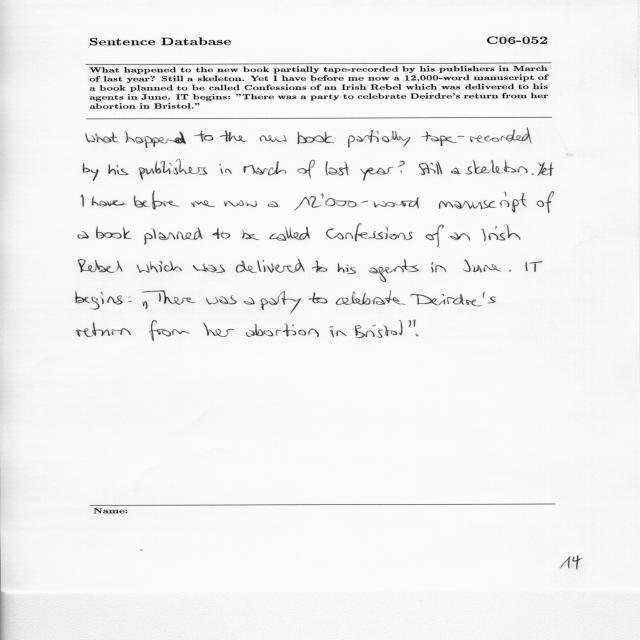 Sentence Database C06-052
What happened to the new book partially tape-recorded by his publishers in March
of last year? Still a skeleton. Yet I have before me now a 12,000-word manuscript of
a book planned to be called Confessions of an Irish Rebel which was delivered to his
agents in June. IT begins: "There was a party to celebrate Deirdre's return from her
abortion in Bristol."
What happened to the new book partially tape-recorded
by his publishers in March of last year? Still a skeleton. Yet
I have before me now a 12'000-word manuscript of
a book planned to be called Confessions of an Irish
Rebel which was delivered to his agents in June. IT
begins: „There was a party to celebrate Deirdre's
return from her abortion in Bristol".
Name:
14